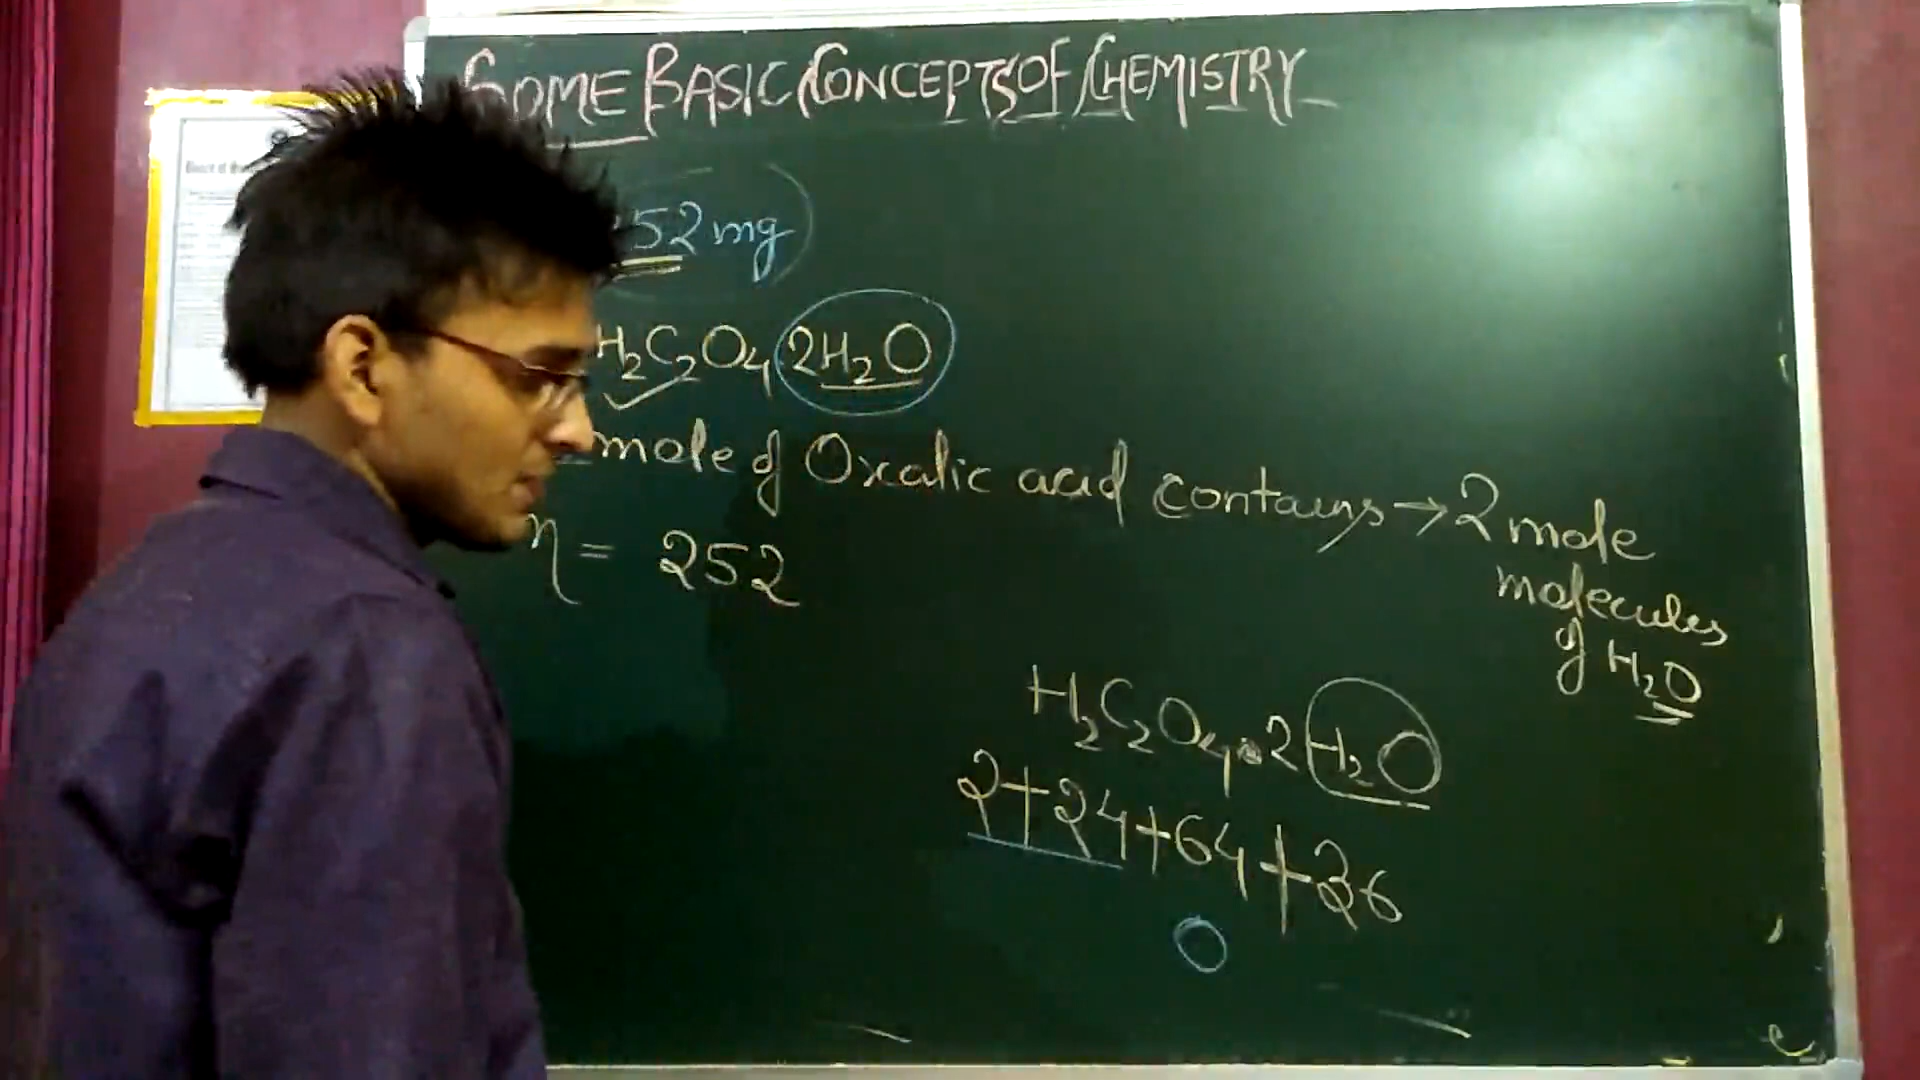 SOME BASIC CONCEPTS OF CHEMISTRY
52 mg
H₂C₂O₄ 2H₂O
mole of Oxalic acid contains → 2 mole
molecules
of H₂O
η = 252
H₂C₂O₄.2H₂O
2+24+64+36